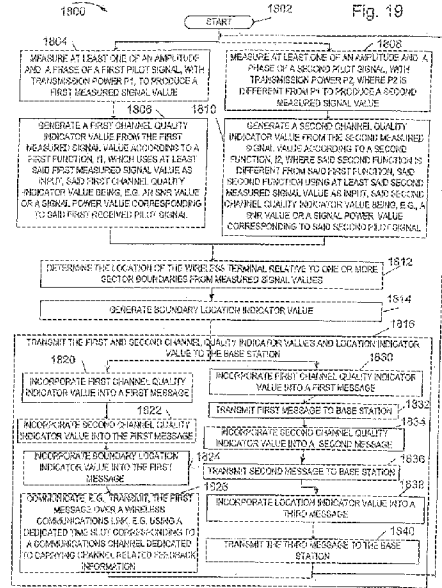 1800
START
1802
Fig. 19
1804
MEASURE AT LEAST ONE OF AN AMPLITUDE
AND A PHASE OF A FIRST PILOT SIGNAL, WITH
TRANSMISSION POWER P1, TO PRODUCE A
FIRST MEASURED SIGNAL VALUE
1808
MEASURE AT LEAST ONE OF AN AMPLITUDE AND A
PHASE OF A SECOND PILOT SIGNAL, WITH
TRANSMISSION POWER P2, WHERE P2 IS
DIFFERENT FROM P1 TO PRODUCE A SECOND
MEASURED SIGNAL VALUE
1806
GENERATE A FIRST CHANNEL QUALITY
INDICATOR VALUE FROM THE FIRST
MEASURED SIGNAL VALUE ACCORDING TO A
FIRST FUNCTION, f1, WHICH USES AT LEAST
SAID FIRST MEASURED SIGNAL VALUE AS
INPUT, SAID FIRST CHANNEL QUALITY
INDICATOR VALUE BEING, E.G. AN SNR VALUE
OR A SIGNAL POWER VALUE CORRESPONDING
TO SAID FIRST RECEIVED PILOT SIGNAL
1810
GENERATE A SECOND CHANNEL QUALITY
INDICATOR VALUE FROM THE SECOND MEASURED
SIGNAL VALUE ACCORDING TO A SECOND
FUNCTION, f2, WHERE SAID SECOND FUNCTION IS
DIFFERENT FROM SAID FIRST FUNCTION, SAID
SECOND FUNCTION USING AT LEAST SAID SECOND
MEASURED SIGNAL VALUE AS INPUT, SAID SECOND
CHANNEL QUALITY INDICATOR VALUE BEING, E.G., A
SNR VALUE OR A SIGNAL POWER VALUE
CORRESPONDING TO SAID SECOND PILOT SIGNAL
1812
DETERMINE THE LOCATION OF THE WIRELESS TERMINAL RELATIVE TO ONE OR MORE
SECTOR BOUNDARIES FROM MEASURED SIGNAL VALUES
1814
GENERATE BOUNDARY LOCATION INDICATOR VALUE
1816
TRANSMIT THE FIRST AND SECOND CHANNEL QUALITY INDICATOR VALUES AND LOCATION INDICATOR
VALUE TO THE BASE STATION
1820
INCORPORATE FIRST CHANNEL QUALITY
INDICATOR VALUE INTO A FIRST MESSAGE
1822
INCORPORATE SECOND CHANNEL QUALITY
INDICATOR VALUE INTO THE FIRST MESSAGE
1824
INCORPORATE BOUNDARY LOCATION
INDICATOR VALUE INTO THE FIRST
MESSAGE
COMMUNICATE, E.G. TRANSMIT, THE FIRST
MESSAGE OVER A WIRELESS
COMMUNICATIONS LINK, E.G. USING A
DEDICATED TIME SLOT CORRESPONDING TO
A COMMUNICATIONS CHANNEL DEDICATED
TO CARRYING CHANNEL RELATED FEEDBACK
INFORMATION
1830
INCORPORATE FIRST CHANNEL QUALITY INDICATOR
VALUE INTO A FIRST MESSAGE
1832
TRANSMIT FIRST MESSAGE TO BASE STATION
1834
INCORPORATE SECOND CHANNEL QUALITY
INDICATOR VALUE INTO A SECOND MESSAGE
1836
TRANSMIT SECOND MESSAGE TO BASE STATION
1838
INCORPORATE LOCATION INDICATOR VALUE INTO A
THIRD MESSAGE
1840
TRANSMIT THE THIRD MESSAGE TO THE BASE
STATION